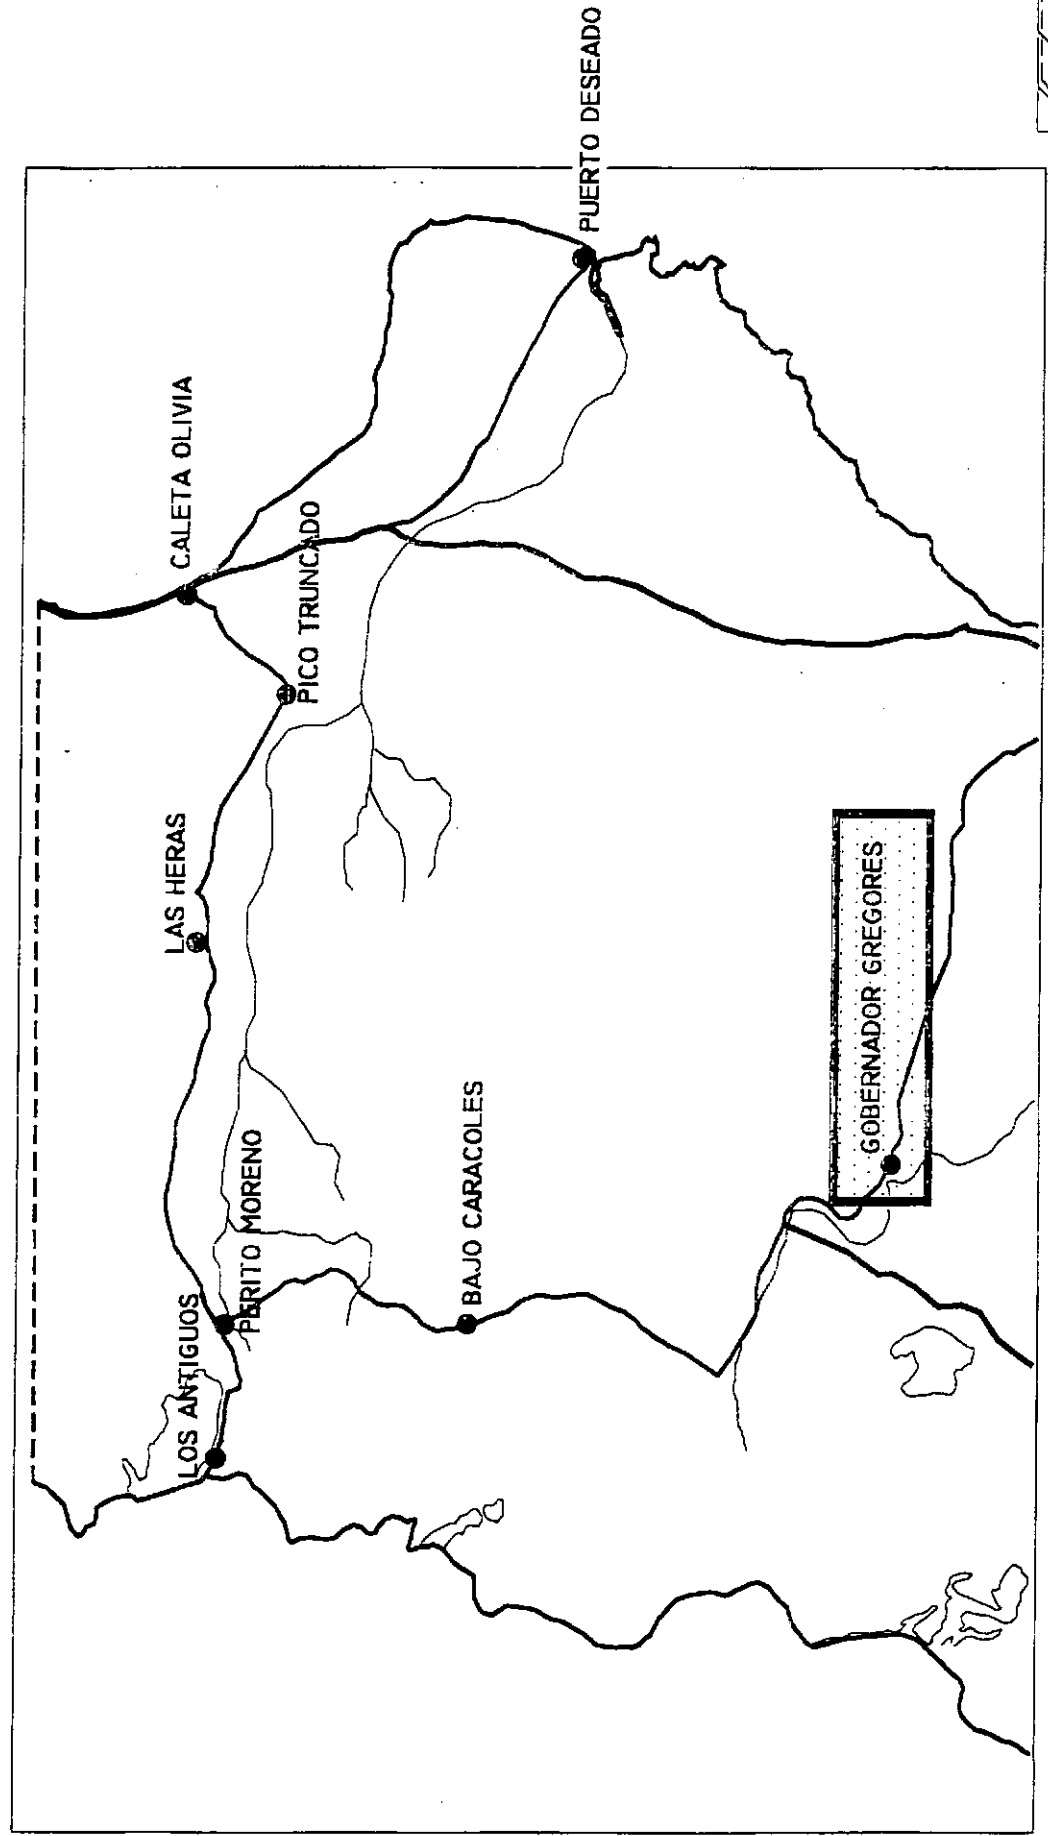 CALETA OLIVIA
LAS HERAS
PICO TRUNCADO
LOS ANTIGUOS
PERITO MORENO
BAJO CARACOLES
PUERTO DESEADO
GOBERNADOR GREGORES